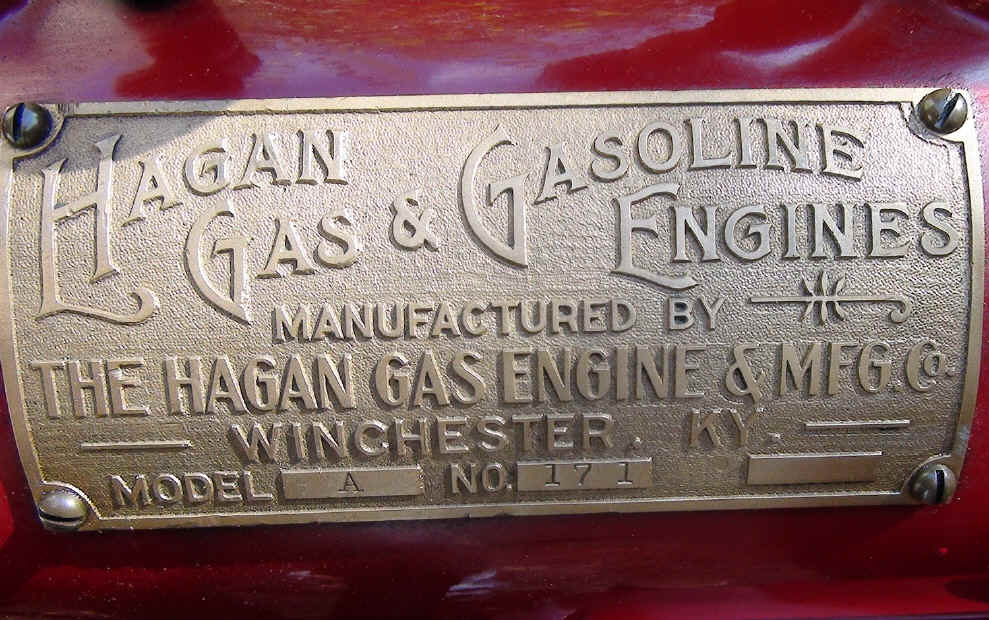 HAGAN GAS & GASOLINE ENGINES
MANUFACTURED BY
THE HAGAN GAS ENGINE & MFG. CO.
WINCHESTER. KY.
MODEL A NO. 171